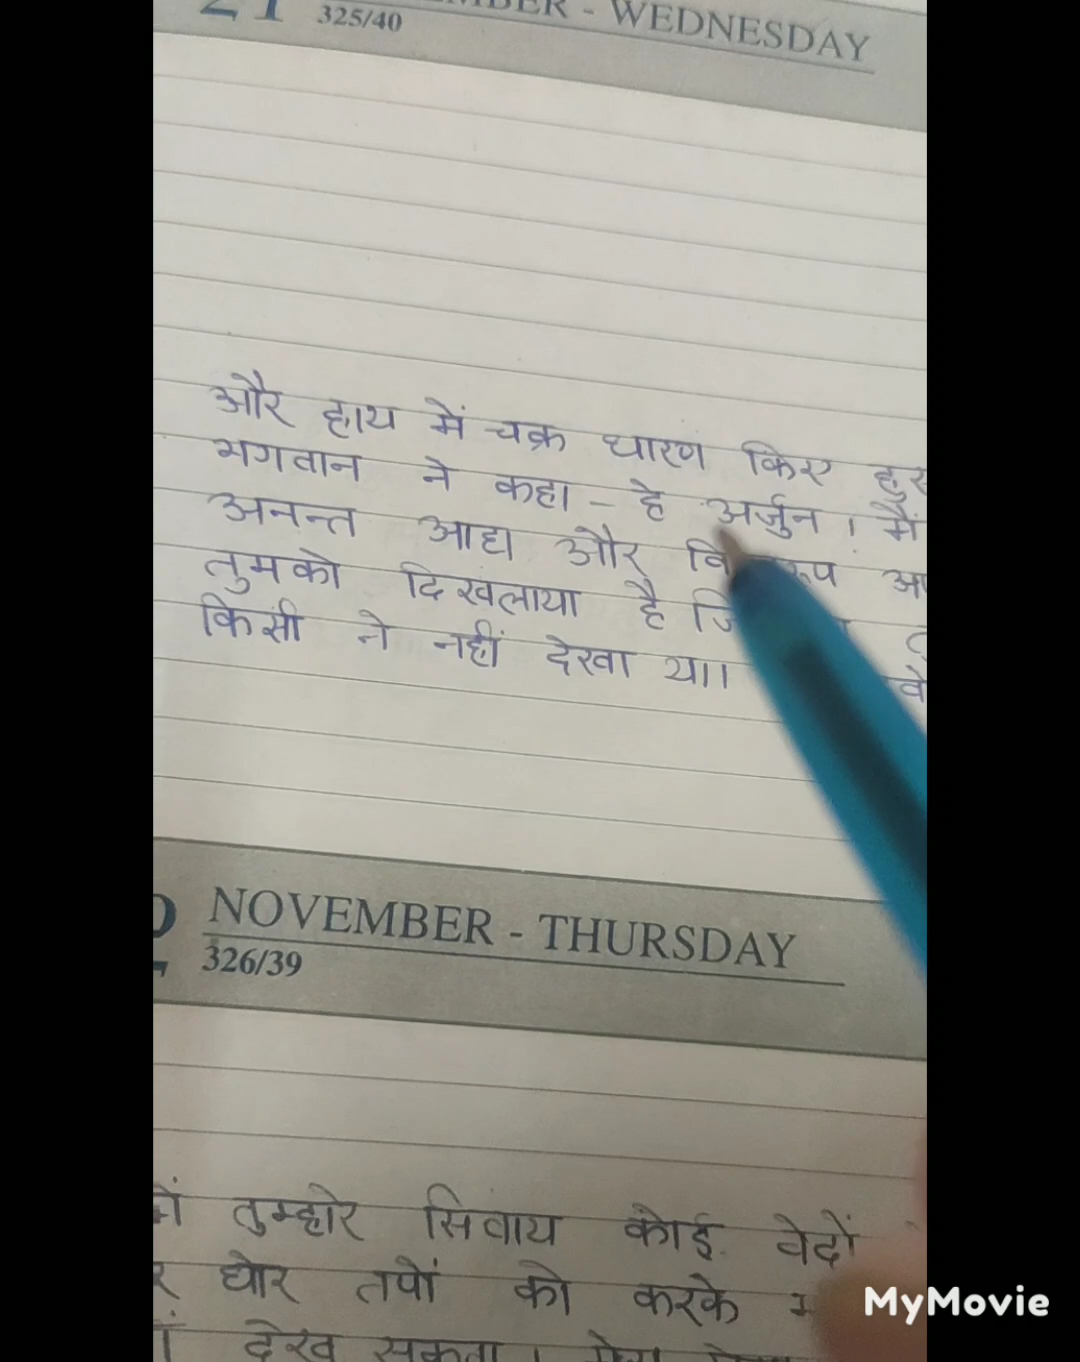 21 - WEDNESDAY
325/40
और हाथ में चक्र धारण किए
भगवान ने कहा - हे अर्जुन । मैं
अनन्त आद्य और
तुमको दिखलाया है
किसी ने नहीं देखा था।
NOVEMBER - THURSDAY
326/39
तुम्हारे सिवाय कोई वेदों
घोर तपों को करके
देख सकता ।
MyMovie